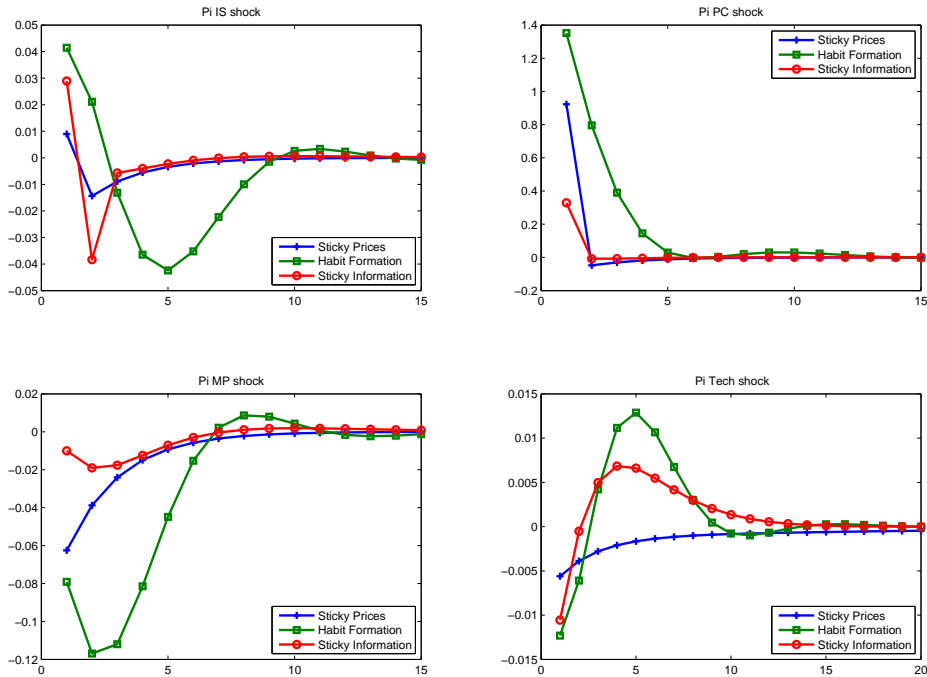 Pi IS shock
0.05
0.04
0.03
0.02
0.01
0
−0.01
−0.02
−0.03
−0.04
−0.05
0 5 10 15
Sticky Prices
Habit Formation
Sticky Information
Pi PC shock
1.4
1.2
1
0.8
0.6
0.4
0.2
0
−0.2
0 5 10 15
Sticky Prices
Habit Formation
Sticky Information
Pi MP shock
0.02
0
−0.02
−0.04
−0.06
−0.08
−0.1
−0.12
0 5 10 15
Sticky Prices
Habit Formation
Sticky Information
Pi Tech shock
0.015
0.01
0.005
0
−0.005
−0.01
−0.015
0 5 10 15 20
Sticky Prices
Habit Formation
Sticky Information